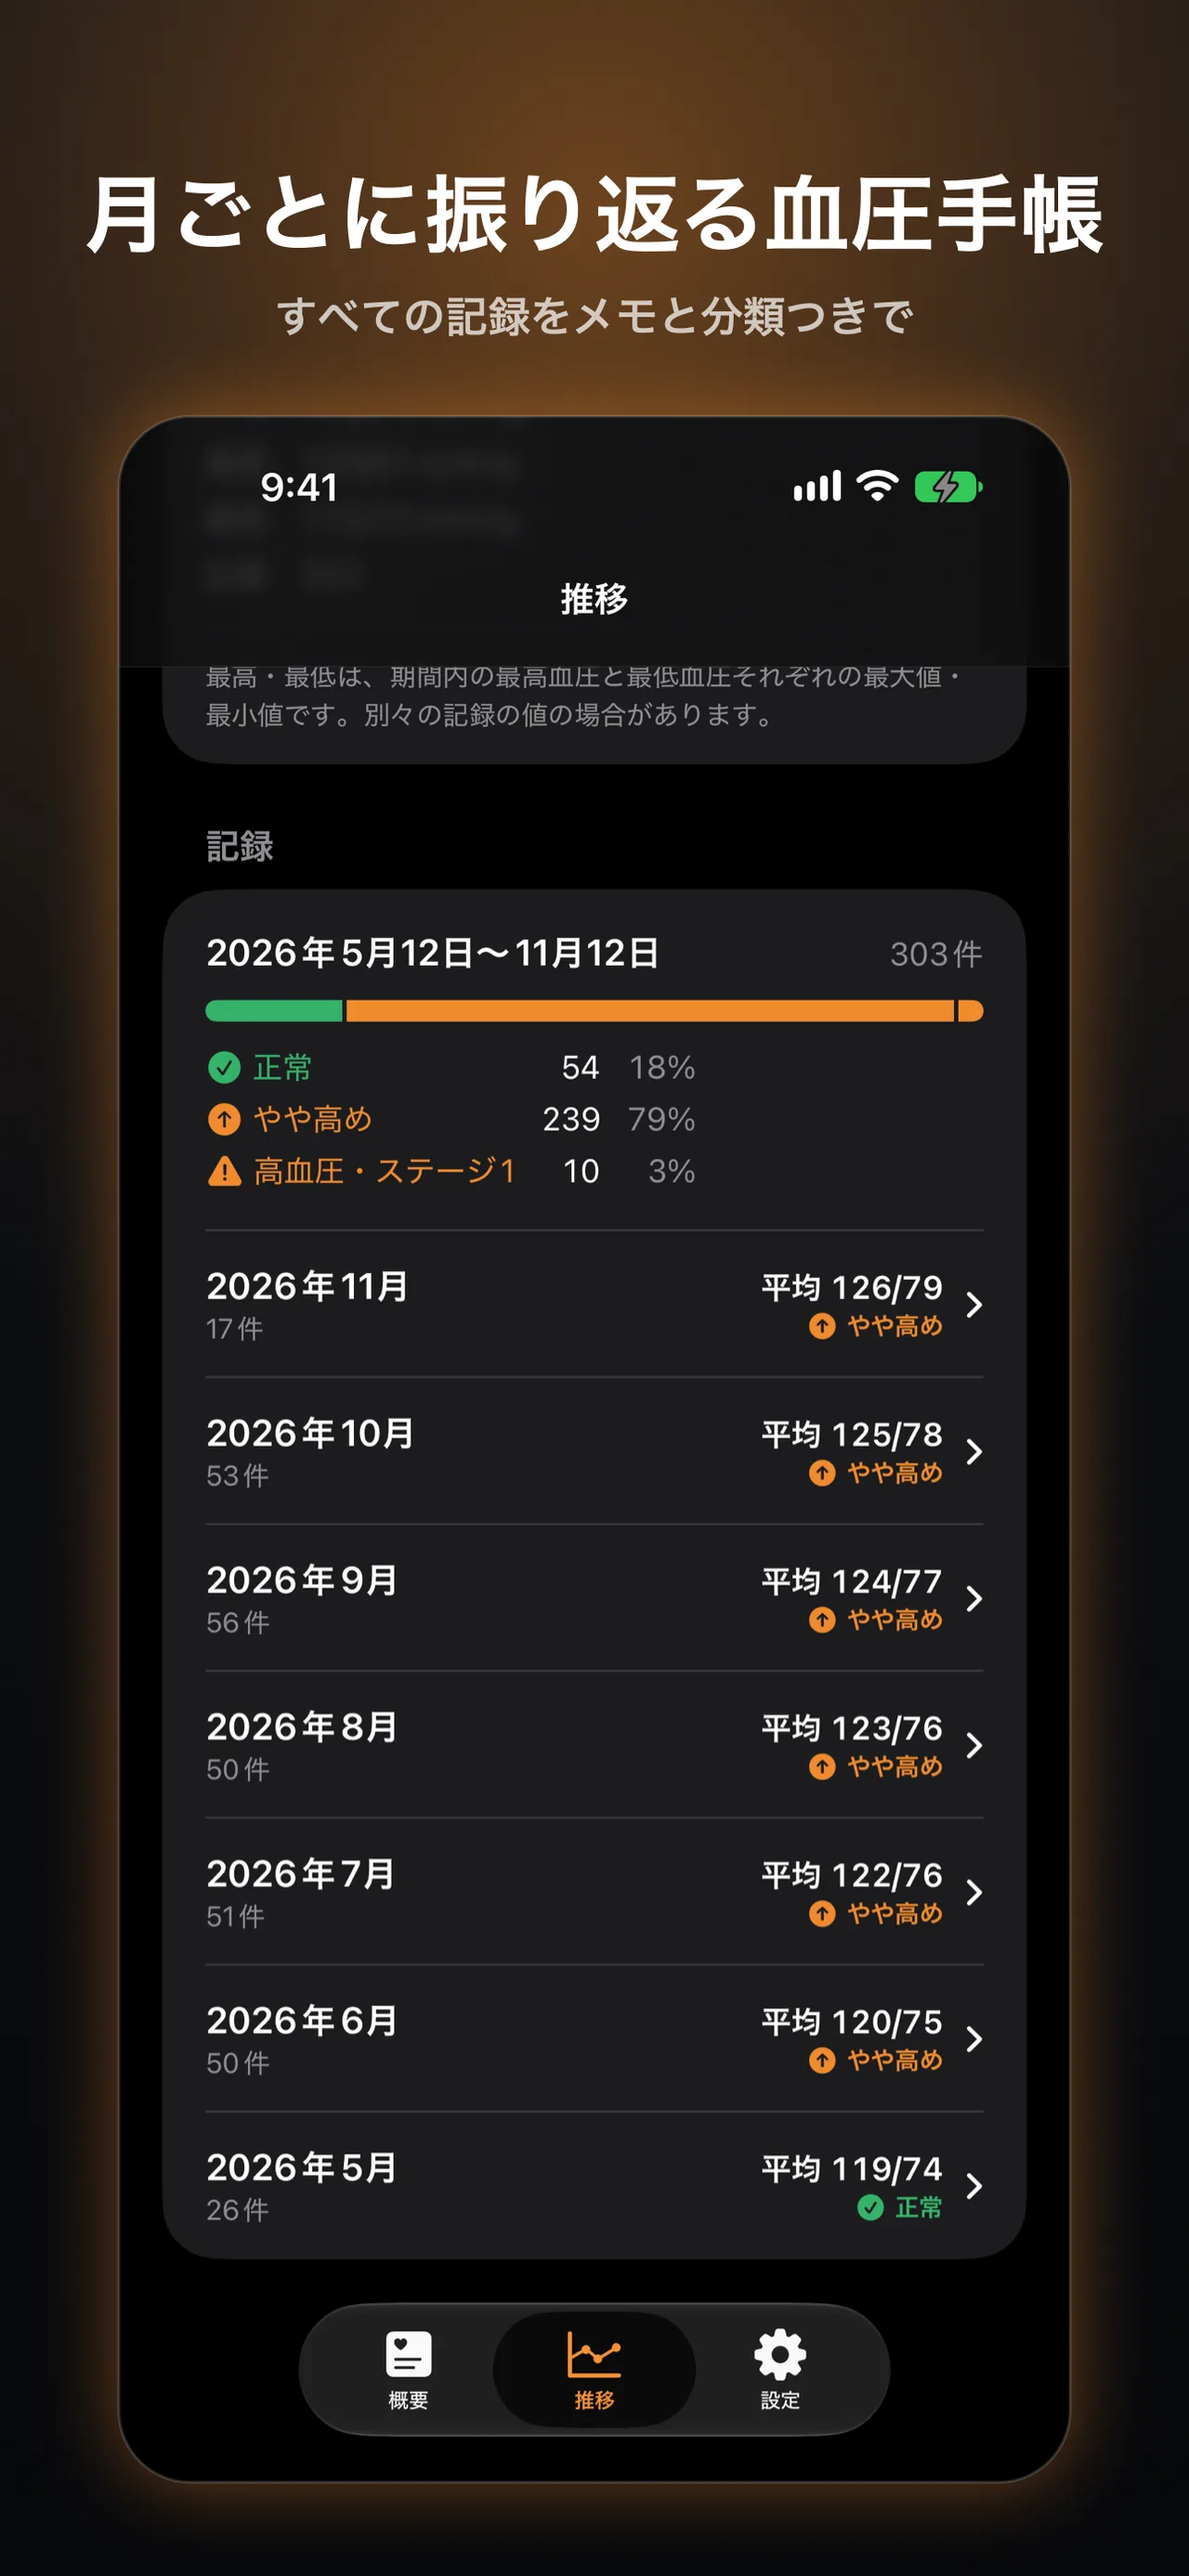 月ごとに振り返る血圧手帳
すべての記録をメモと分類つきで
9:41
推移
最高・最低は、期間内の最高血圧と最低血圧それぞれの最大値・
最小値です。別々の記録の値の場合があります。
記録
2026年5月12日〜11月12日 303件
正常 54 18%
やや高め 239 79%
高血圧・ステージ1 10 3%
2026年11月 平均 126/79
17件 やや高め
2026年10月 平均 125/78
53件 やや高め
2026年9月 平均 124/77
56件 やや高め
2026年8月 平均 123/76
50件 やや高め
2026年7月 平均 122/76
51件 やや高め
2026年6月 平均 120/75
50件 やや高め
2026年5月 平均 119/74
26件 正常
概要 推移 設定